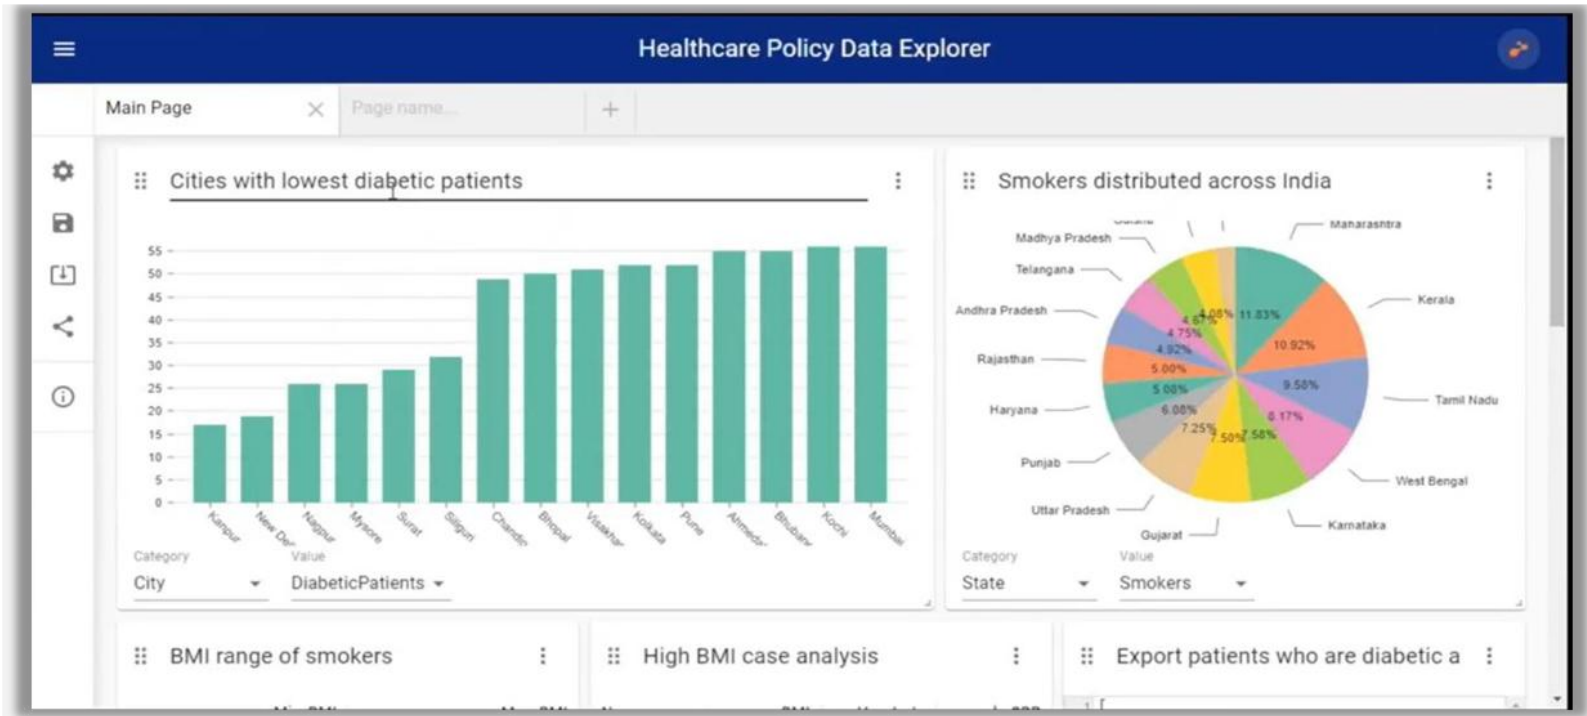 Healthcare Policy Data Explorer
Main Page
Page name...
Cities with lowest diabetic patients
55
50
45
40
35
30
25
20
15
10
5
0
Kanpur
Nagpur
Mysore
Surat
Siliguri
Bhopal
Kolkata
Pune
Kochi
Mumbai
Category
City
Value
DiabeticPatients
Smokers distributed across India
Maharashtra
Madhya Pradesh
Telangana
Kerala
Andhra Pradesh
Rajasthan
Haryana
Tamil Nadu
Punjab
West Bengal
Uttar Pradesh
Karnataka
Gujarat
4.08% 11.83%
4.67%
4.75%
10.92%
4.92%
5.00%
9.58%
5.00%
6.08%
8.17%
7.25%
7.50% 7.58%
Category
State
Value
Smokers
BMI range of smokers
High BMI case analysis
Export patients who are diabetic a